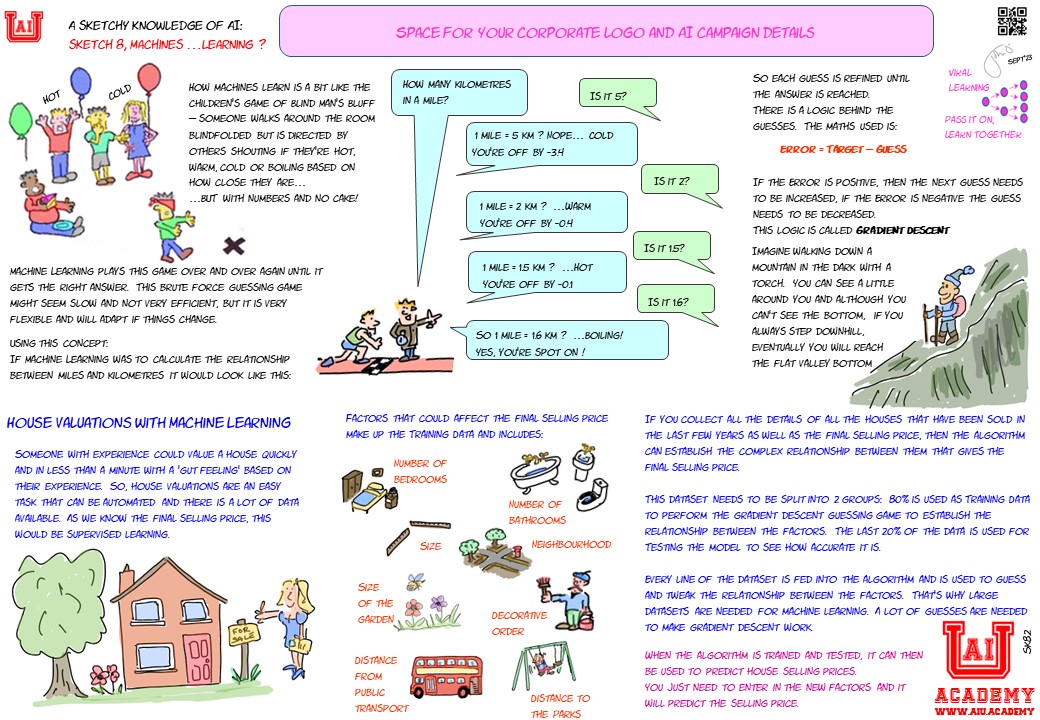 AI
U
A SKETCHY KNOWLEDGE OF AI:
SKETCH 8, MACHINES ...LEARNING ?
SPACE FOR YOUR CORPORATE LOGO AND AI CAMPAIGN DETAILS
SEPT'23
HOT
COLD
HOW MACHINES LEARN IS A BIT LIKE THE
CHILDREN'S GAME OF BLIND MAN'S BLUFF
– SOMEONE WALKS AROUND THE ROOM
BLINDFOLDED BUT IS DIRECTED BY
OTHERS SHOUTING IF THEY'RE HOT,
WARM, COLD OR BOILING BASED ON
HOW CLOSE THEY ARE...
...BUT WITH NUMBERS AND NO CAKE!
MACHINE LEARNING PLAYS THIS GAME OVER AND OVER AGAIN UNTIL IT
GETS THE RIGHT ANSWER. THIS BRUTE FORCE GUESSING GAME
MIGHT SEEM SLOW AND NOT VERY EFFICIENT, BUT IT IS VERY
FLEXIBLE AND WILL ADAPT IF THINGS CHANGE.
USING THIS CONCEPT:
IF MACHINE LEARNING WAS TO CALCULATE THE RELATIONSHIP
BETWEEN MILES AND KILOMETRES IT WOULD LOOK LIKE THIS:
HOW MANY KILOMETRES
IN A MILE?
IS IT 5?
1 MILE = 5 KM ? NOPE... COLD
YOU'RE OFF BY -3.4
IS IT 2?
1 MILE = 2 KM ? ...WARM
YOU'RE OFF BY -0.4
IS IT 1.5?
1 MILE = 1.5 KM ? ...HOT
YOU'RE OFF BY -0.1
IS IT 1.6?
SO 1 MILE = 1.6 KM ? ...BOILING!
YES, YOU'RE SPOT ON !
SO EACH GUESS IS REFINED UNTIL
THE ANSWER IS REACHED.
THERE IS A LOGIC BEHIND THE
GUESSES. THE MATHS USED IS:
ERROR = TARGET – GUESS
VIRAL
LEARNING
PASS IT ON,
LEARN TOGETHER
IF THE ERROR IS POSITIVE, THEN THE NEXT GUESS NEEDS
TO BE INCREASED, IF THE ERROR IS NEGATIVE THE GUESS
NEEDS TO BE DECREASED.
THIS LOGIC IS CALLED GRADIENT DESCENT
IMAGINE WALKING DOWN A
MOUNTAIN IN THE DARK WITH A
TORCH. YOU CAN SEE A LITTLE
AROUND YOU AND ALTHOUGH YOU
CAN'T SEE THE BOTTOM, IF YOU
ALWAYS STEP DOWNHILL,
EVENTUALLY YOU WILL REACH
THE FLAT VALLEY BOTTOM
HOUSE VALUATIONS WITH MACHINE LEARNING
SOMEONE WITH EXPERIENCE COULD VALUE A HOUSE QUICKLY
AND IN LESS THAN A MINUTE WITH A 'GUT FEELING' BASED ON
THEIR EXPERIENCE. SO, HOUSE VALUATIONS ARE AN EASY
TASK THAT CAN BE AUTOMATED AND THERE IS A LOT OF DATA
AVAILABLE. AS WE KNOW THE FINAL SELLING PRICE, THIS
WOULD BE SUPERVISED LEARNING.
FOR
SALE
FACTORS THAT COULD AFFECT THE FINAL SELLING PRICE
MAKE UP THE TRAINING DATA AND INCLUDES:
NUMBER OF
BEDROOMS
NUMBER OF
BATHROOMS
SIZE
NEIGHBOURHOOD
SIZE
OF THE
GARDEN
DECORATIVE
ORDER
DISTANCE
FROM
PUBLIC
TRANSPORT
DISTANCE TO
THE PARKS
IF YOU COLLECT ALL THE DETAILS OF ALL THE HOUSES THAT HAVE BEEN SOLD IN
THE LAST FEW YEARS AS WELL AS THE FINAL SELLING PRICE, THEN THE ALGORITHM
CAN ESTABLISH THE COMPLEX RELATIONSHIP BETWEEN THEM THAT GIVES THE
FINAL SELLING PRICE.
THIS DATASET NEEDS TO BE SPLIT INTO 2 GROUPS: 80% IS USED AS TRAINING DATA
TO PERFORM THE GRADIENT DESCENT GUESSING GAME TO ESTABLISH THE
RELATIONSHIP BETWEEN THE FACTORS. THE LAST 20% OF THE DATA IS USED FOR
TESTING THE MODEL TO SEE HOW ACCURATE IT IS.
EVERY LINE OF THE DATASET IS FED INTO THE ALGORITHM AND IS USED TO GUESS
AND TWEAK THE RELATIONSHIP BETWEEN THE FACTORS. THAT'S WHY LARGE
DATASETS ARE NEEDED FOR MACHINE LEARNING. A LOT OF GUESSES ARE NEEDED
TO MAKE GRADIENT DESCENT WORK.
WHEN THE ALGORITHM IS TRAINED AND TESTED, IT CAN THEN
BE USED TO PREDICT HOUSE SELLING PRICES.
YOU JUST NEED TO ENTER IN THE NEW FACTORS AND IT
WILL PREDICT THE SELLING PRICE.
AI
U
ACADEMY
WWW.AIU.ACADEMY
SK82